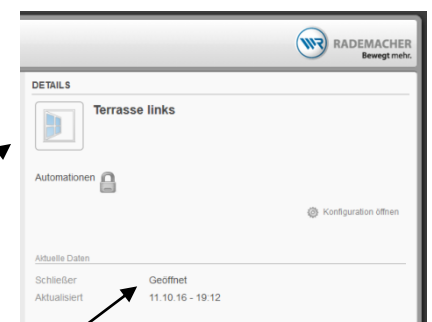 RADEMACHER
Bewegt mehr.
DETAILS
Terrasse links
Automationen
Konfiguration öffnen
Aktuelle Daten
Schließer Geöffnet
Aktualisiert 11.10.16 - 19:12